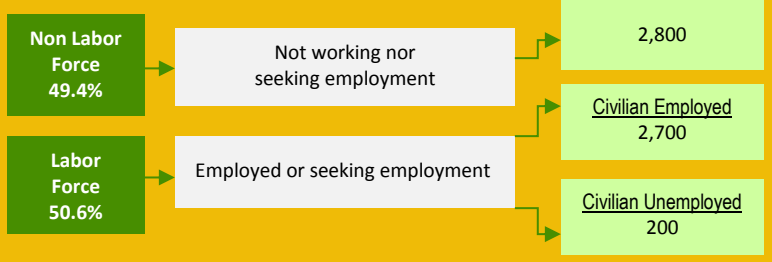 Non Labor
Force
49.4%
Not working nor
seeking employment
2,800
Labor
Force
50.6%
Employed or seeking employment
Civilian Employed
2,700
Civilian Unemployed
200